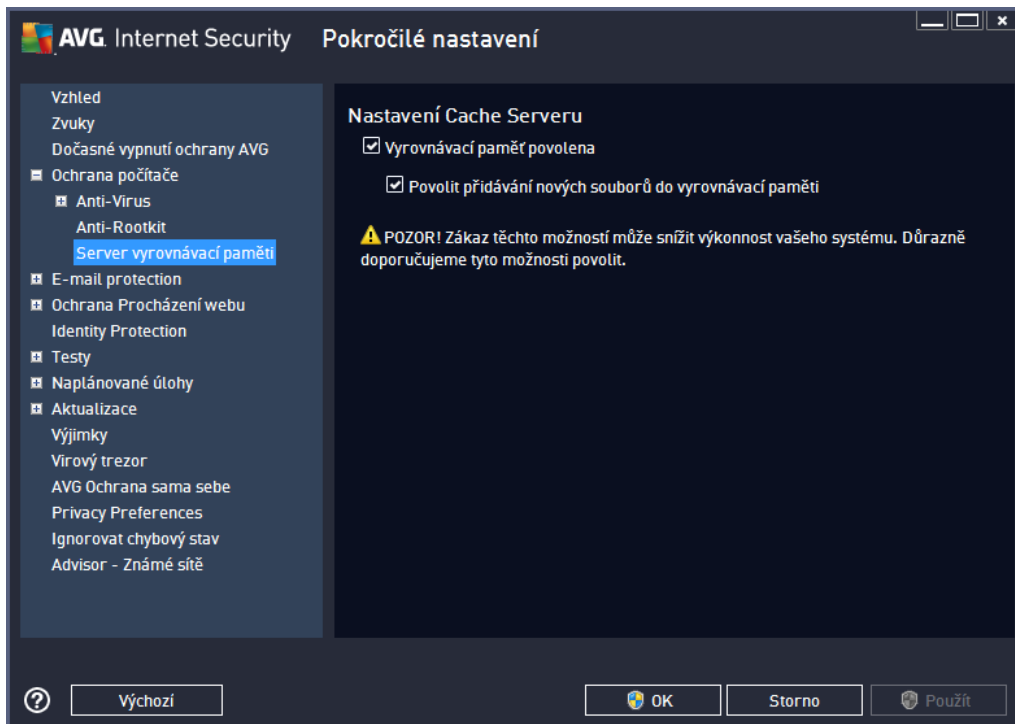 AVG. Internet Security Pokročilé nastavení
Vzhled
Zvuky
Dočasné vypnutí ochrany AVG
Ochrana počítače
Anti-Virus
Anti-Rootkit
Server vyrovnávací paměti
E-mail protection
Ochrana Procházení webu
Identity Protection
Testy
Naplánované úlohy
Aktualizace
Výjimky
Virový trezor
AVG Ochrana sama sebe
Privacy Preferences
Ignorovat chybový stav
Advisor - Známé sítě
Nastavení Cache Serveru
Vyrovnávací paměť povolena
Povolit přidávání nových souborů do vyrovnávací paměti
POZOR! Zákaz těchto možností může snížit výkonnost vašeho systému. Důrazně
doporučujeme tyto možnosti povolit.
Výchozí
OK
Storno
Použít